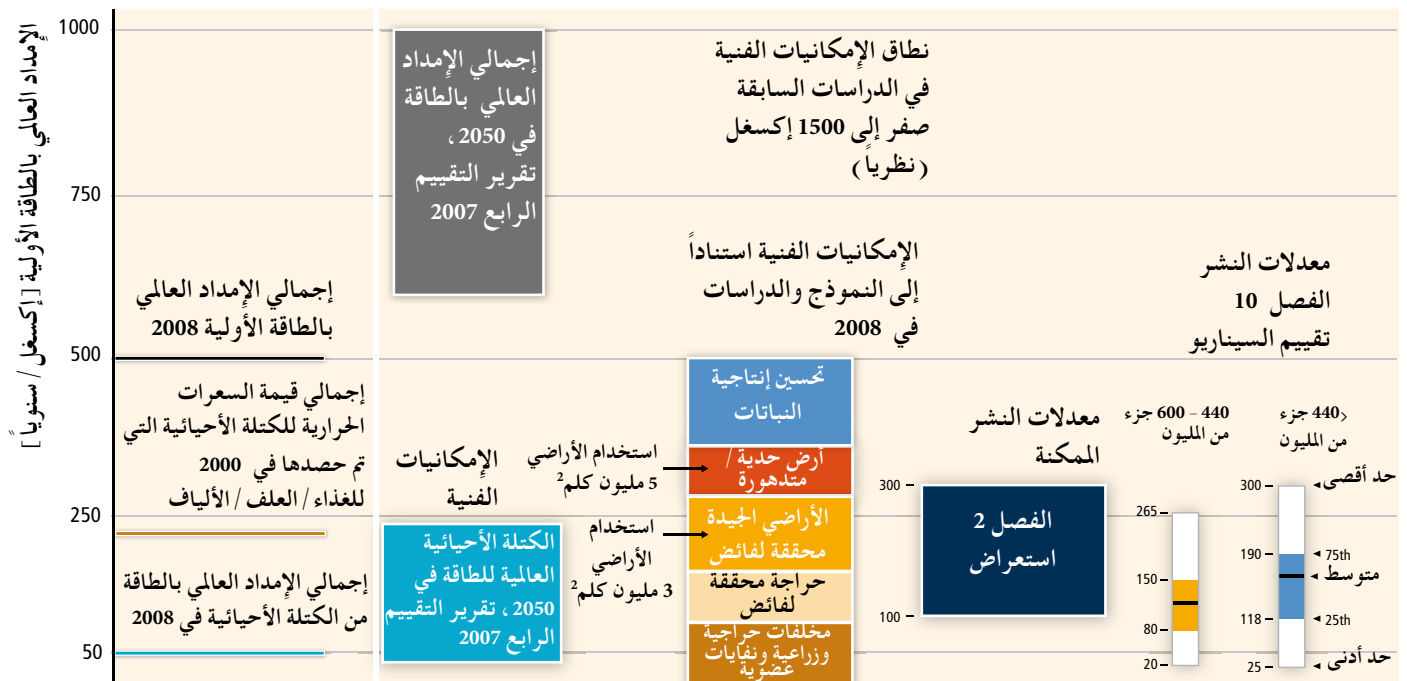 الإمداد العالمي بالطاقة الأولية [إكسغل / سنوياً]
1000
750
500
250
50
إجمالي الإمداد العالمي
بالطاقة الأولية 2008
إجمالي قيمة السعرات
الحرارية للكتلة الأحيائية التي
تم حصدها في 2000
للغذاء / العلف / الألياف
إجمالي الإمداد العالمي بالطاقة
من الكتلة الأحيائية في 2008
إجمالي الإمداد
العالمي بالطاقة
في 2050،
تقرير التقييم
الرابع 2007
الإمكانيات
الفنية
الكتلة الأحيائية
العالمية للطاقة في
2050، تقرير التقييم
الرابع 2007
نطاق الإمكانيات الفنية
في الدراسات السابقة
صفر إلى 1500 إكسغل
(نظرياً)
الإمكانيات الفنية استناداً
إلى النموذج والدراسات
في 2008
تحسين إنتاجية
النباتات
أرض حدية /
متدهورة
الأراضي الجيدة
محققة لفائض
حراجة محققة
لفائض
مخلفات حراجية
وزراعية ونفايات
عضوية
استخدام الأراضي
5 مليون كلم²
استخدام
الأراضي
3 مليون كلم²
معدلات النشر
الممكنة
300
الفصل 2
استعراض
100
معدلات النشر
الفصل 10
تقييم السيناريو
440 – 600 جزء
من المليون
265
150
80
20
<440 جزء
من المليون
300
190
118
25
حد أقصى
75th
متوسط
25th
حد أدنى